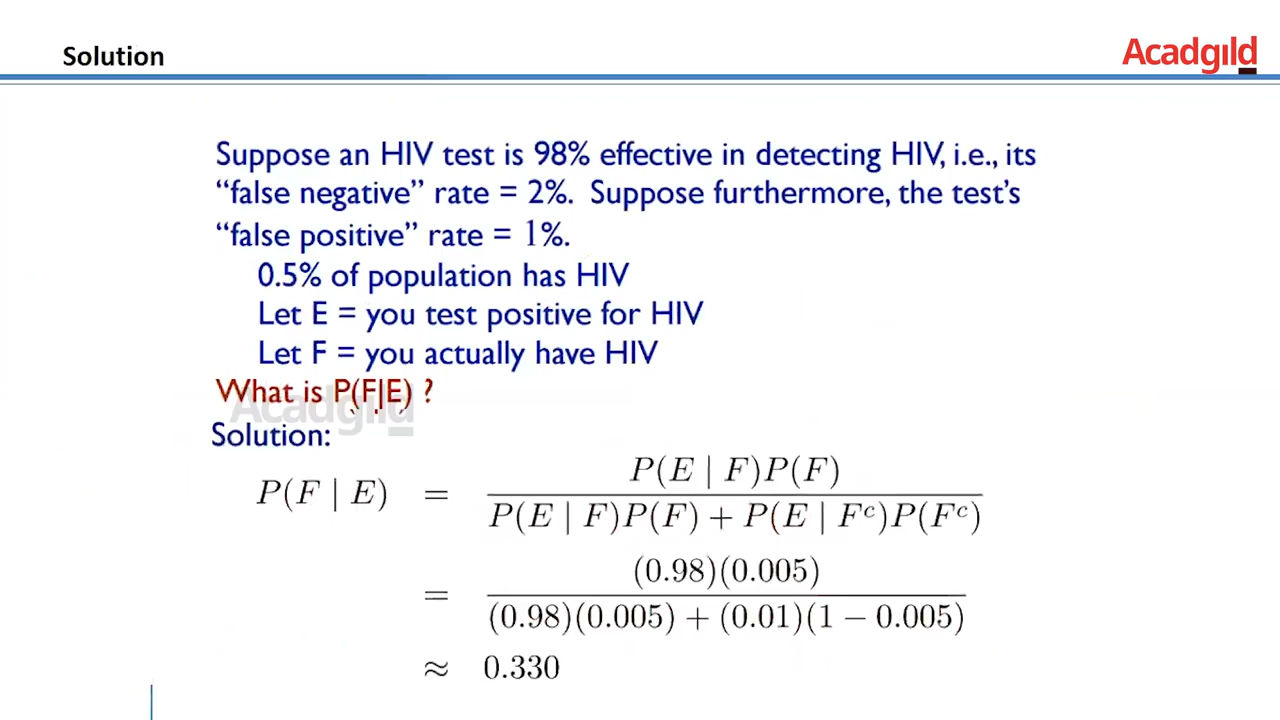 Solution
Acadgild
Suppose an HIV test is 98% effective in detecting HIV, i.e., its
“false negative” rate = 2%. Suppose furthermore, the test’s
“false positive” rate = 1%.
0.5% of population has HIV
Let E = you test positive for HIV
Let F = you actually have HIV
What is P(F|E) ?
Acadgild
Solution:
P(F | E) = P(E | F)P(F)
P(E | F)P(F) + P(E | Fᶜ)P(Fᶜ)
= (0.98)(0.005)
(0.98)(0.005) + (0.01)(1 − 0.005)
≈ 0.330